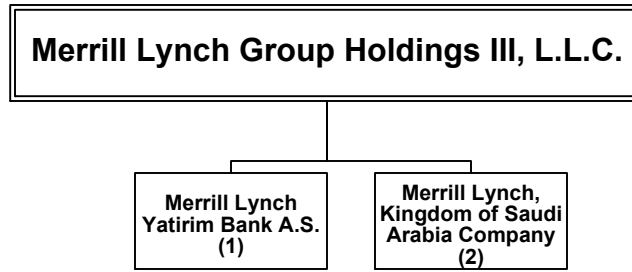 Merrill Lynch Group Holdings III, L.L.C.
Merrill Lynch
Yatirim Bank A.S.
(1)
Merrill Lynch,
Kingdom of Saudi
Arabia Company
(2)